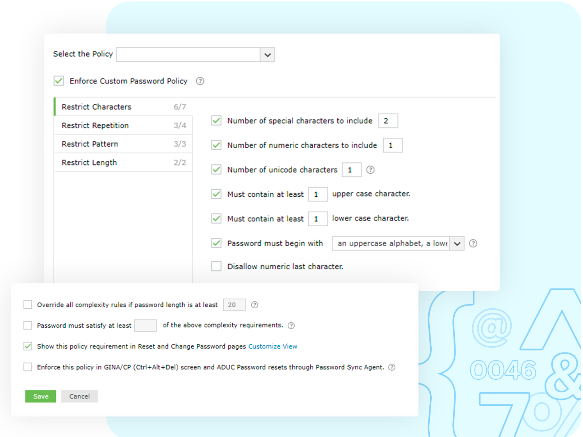 Select the Policy
Enforce Custom Password Policy ?
Restrict Characters 6/7
Restrict Repetition 3/4
Restrict Pattern 3/3
Restrict Length 2/2
Number of special characters to include 2
Number of numeric characters to include 1
Number of unicode characters 1 ?
Must contain at least 1 upper case character.
Must contain at least 1 lower case character.
Password must begin with an uppercase alphabet, a lowe ?
Disallow numeric last character.
Override all complexity rules if password length is at least 20 ?
Password must satisfy at least of the above complexity requirements. ?
Show this policy requirement in Reset and Change Password pages Customize View
Enforce this policy in GINA/CP (Ctrl+Alt+Del) screen and ADUC Password resets through Password Sync Agent. ?
Save Cancel
{ @ ^ }
0046 &
7 %